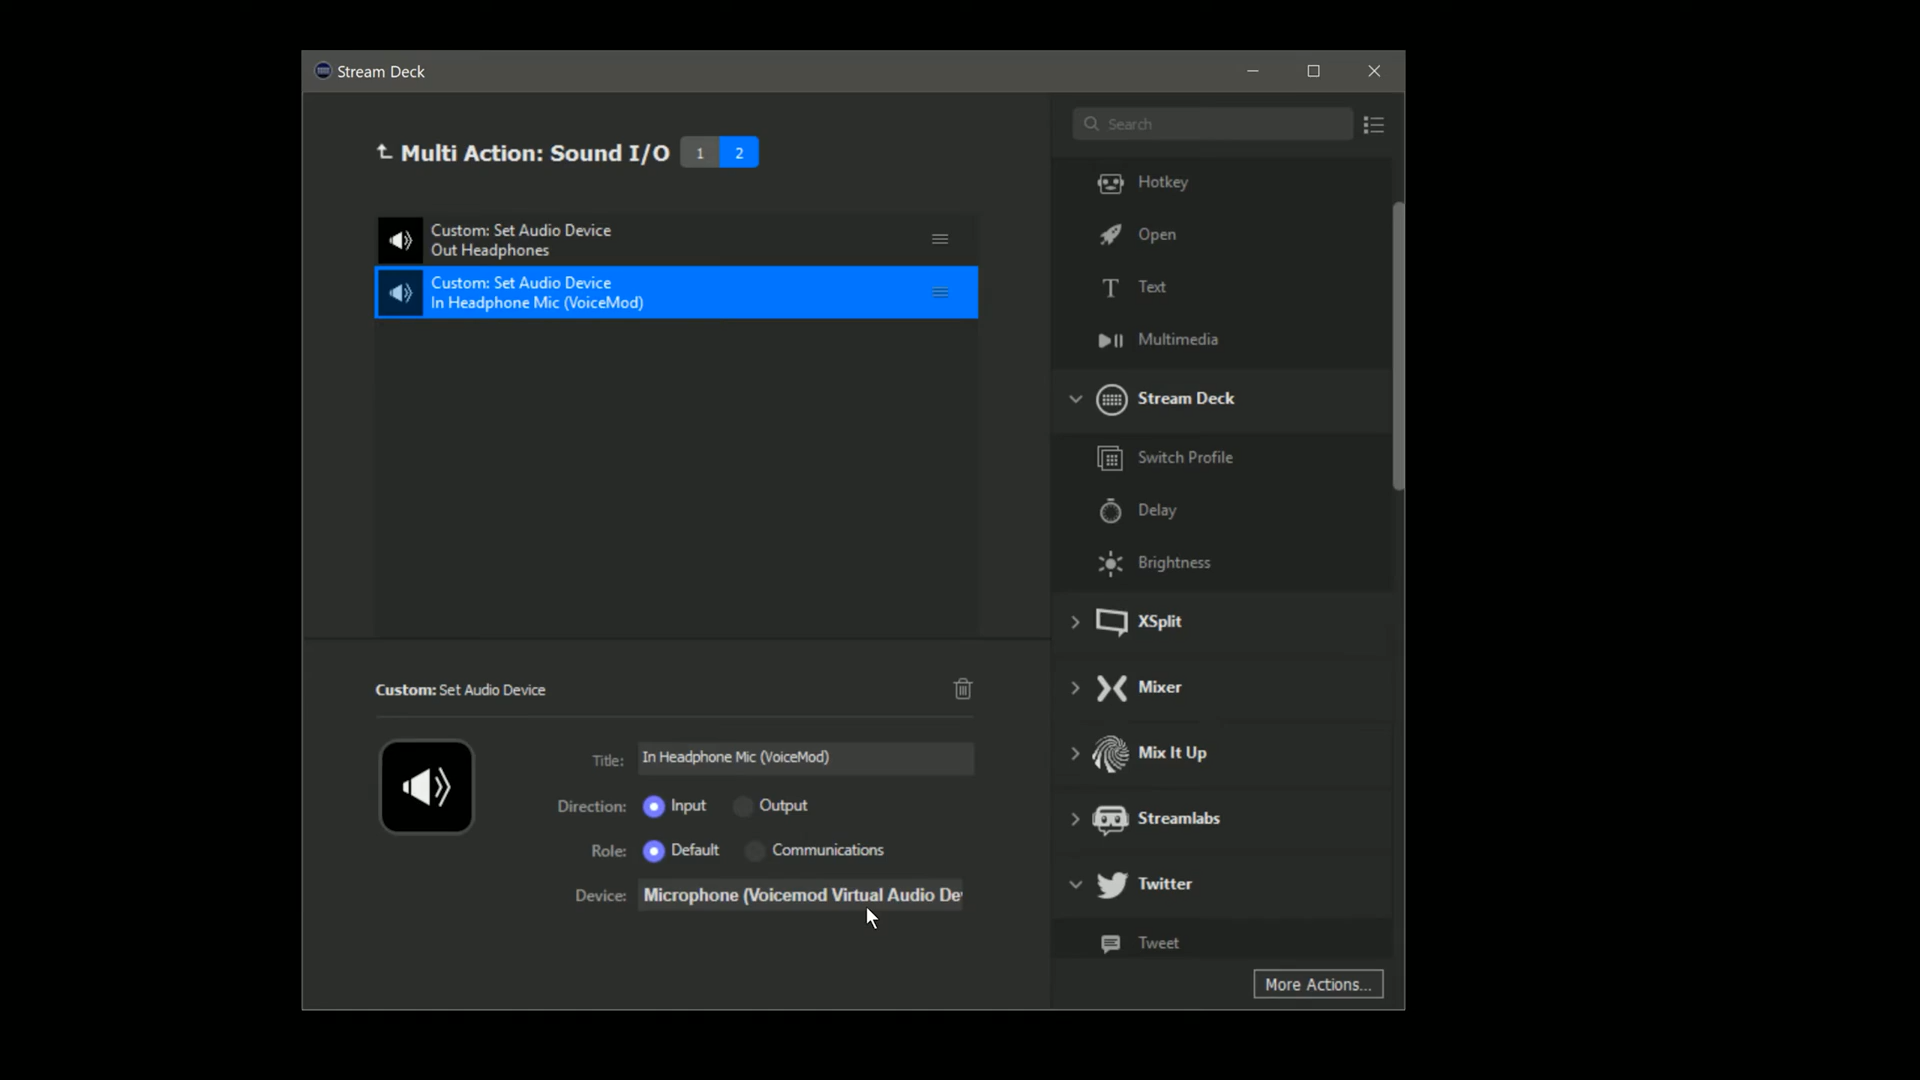 Stream Deck
Multi Action: Sound I/O
1
2
Custom: Set Audio Device
Out Headphones
Custom: Set Audio Device
In Headphone Mic (VoiceMod)
Custom: Set Audio Device
Title:
In Headphone Mic (VoiceMod)
Direction:
Input
Output
Role:
Default
Communications
Device:
Microphone (Voicemod Virtual Audio De
Search
Hotkey
Open
Text
Multimedia
Stream Deck
Switch Profile
Delay
Brightness
XSplit
Mixer
Mix It Up
Streamlabs
Twitter
Tweet
More Actions...